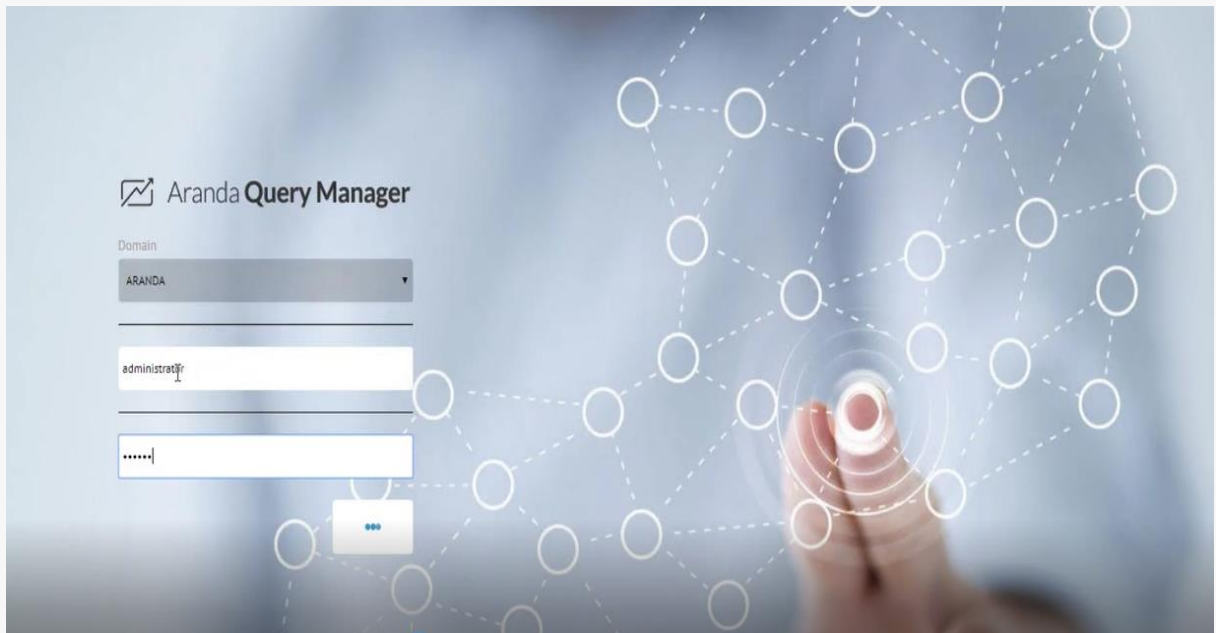 Aranda Query Manager
Domain
ARANDA
administrator
••••••